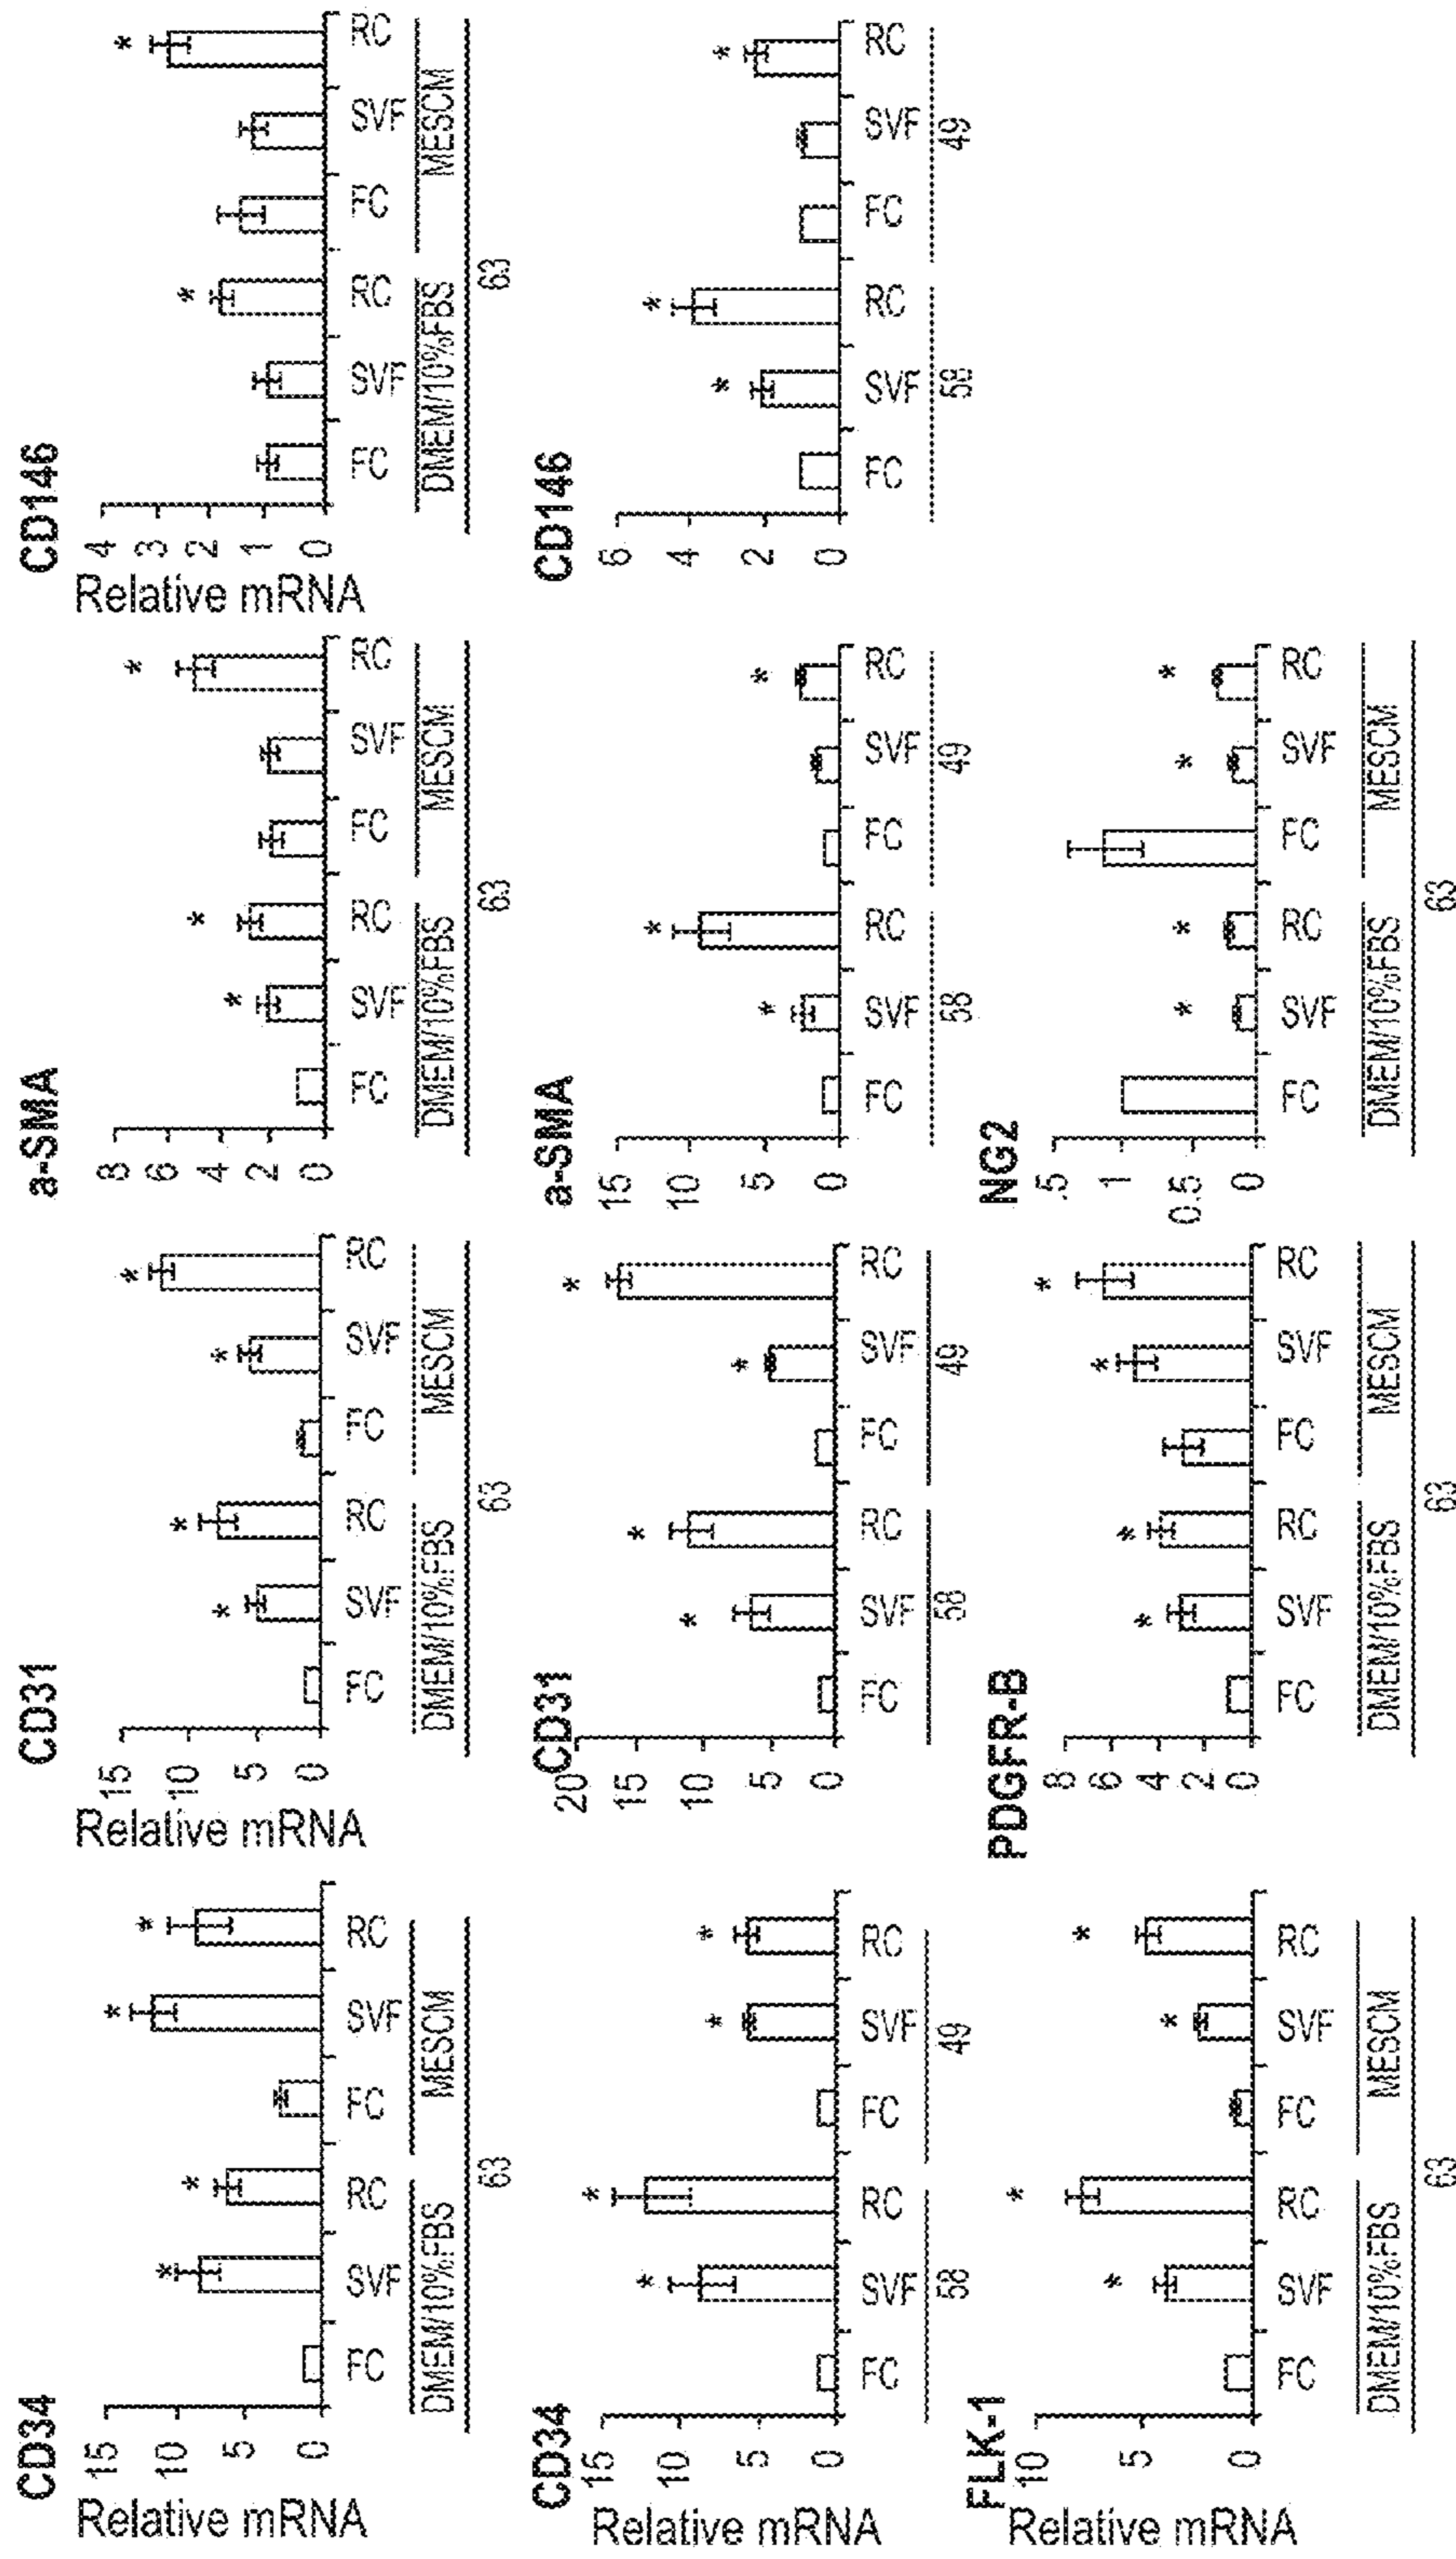 CD34
Relative mRNA
15
10
5
0
* * * *
FC SVF RC FC SVF RC
DMEM/10%FBS MESCM
63
CD31
Relative mRNA
15
10
5
0
* * * *
FC SVF RC FC SVF RC
DMEM/10%FBS MESCM
63
a-SMA
8
6
4
2
0
* * *
FC SVF RC FC SVF RC
DMEM/10%FBS MESCM
63
CD146
Relative mRNA
4
3
2
1
0
* *
FC SVF RC FC SVF RC
DMEM/10%FBS MESCM
63
CD34
Relative mRNA
15
10
5
0
* * * *
FC SVF RC FC SVF RC
58 49
CD31
20
15
10
5
0
* * * *
FC SVF RC FC SVF RC
58 49
a-SMA
15
10
5
0
* * *
FC SVF RC FC SVF RC
58 49
CD146
6
4
2
0
* * *
FC SVF RC FC SVF RC
58 49
FLK-1
Relative mRNA
10
5
0
* * * *
FC SVF RC FC SVF RC
DMEM/10%FBS MESCM
63
PDGFR-B
8
6
4
2
0
* * * *
FC SVF RC FC SVF RC
DMEM/10%FBS MESCM
63
NG2
.5
1
0.5
0
* * * *
FC SVF RC FC SVF RC
DMEM/10%FBS MESCM
63